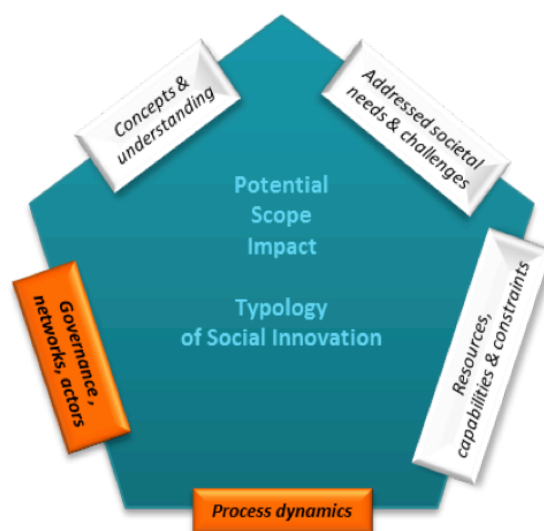 Concepts &
understanding
Addressed societal
needs & challenges
Potential
Scope
Impact
Typology
of Social Innovation
Governance ,
networks, actors
Resources,
capabilities & constraints
Process dynamics